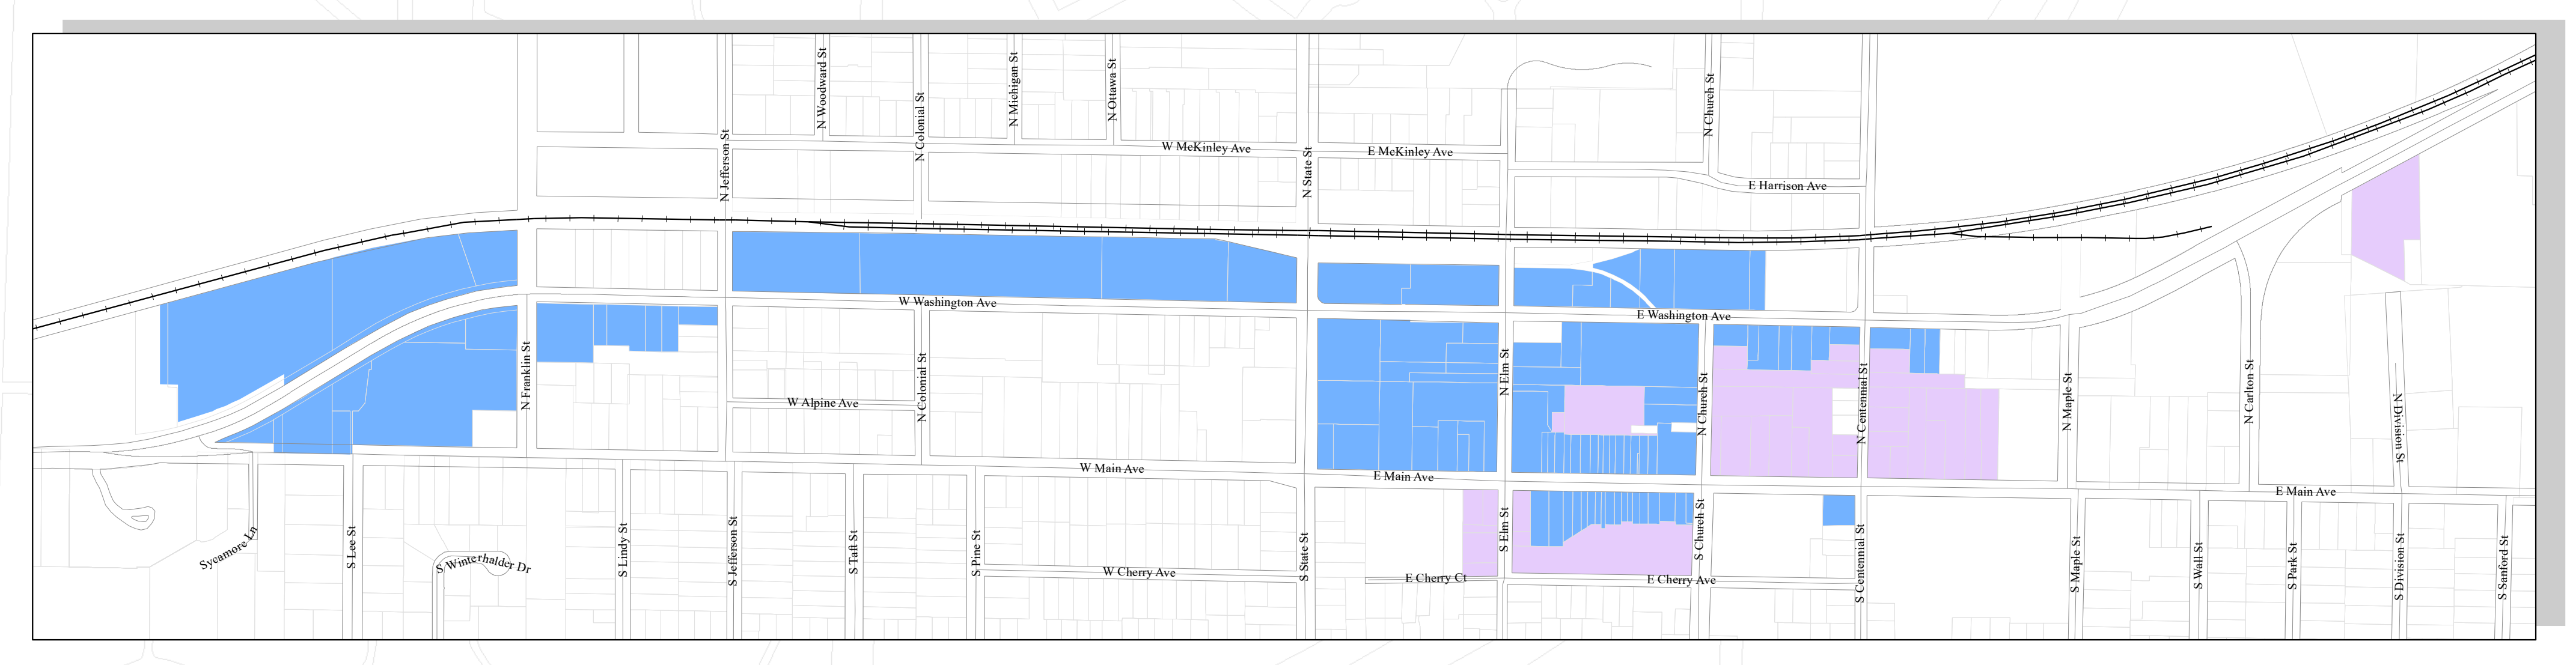 N Woodward St
N Colonial St
N Michigan St
N Ottawa St
N Church St
N Jefferson St
W McKinley Ave
N State St
E McKinley Ave
E Harrison Ave
W Washington Ave
E Washington Ave
N Franklin St
N Colonial St
N Elm St
N Church St
N Centennial St
N Maple St
N Carlton St
N Division St
W Alpine Ave
W Main Ave
E Main Ave
E Main Ave
Sycamore Ln
S Lee St
S Winterhalder Dr
S Lindy St
S Jefferson St
S Taft St
S Pine St
W Cherry Ave
S State St
E Cherry Ct
S Elm St
E Cherry Ave
S Church St
S Centennial St
S Maple St
S Wall St
S Park St
S Division St
S Sanford St